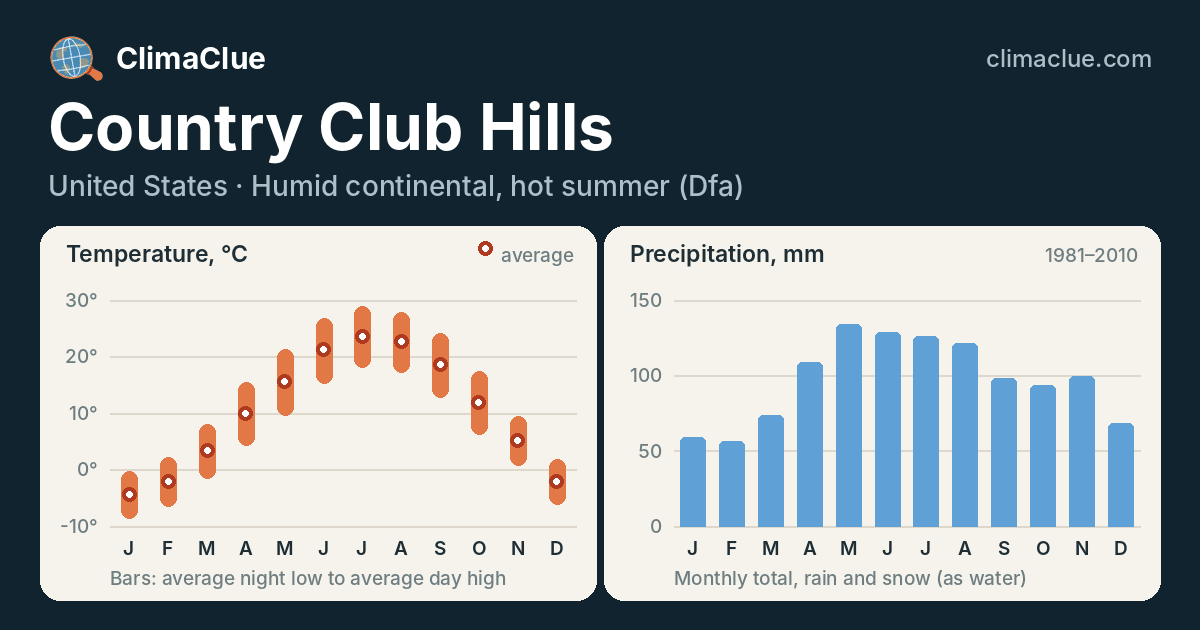 ClimaClue
climaclue.com
Country Club Hills
United States · Humid continental, hot summer (Dfa)
Temperature, °C
average
30°
20°
10°
0°
-10°
J F M A M J J A S O N D
Bars: average night low to average day high
Precipitation, mm
1981–2010
150
100
50
0
J F M A M J J A S O N D
Monthly total, rain and snow (as water)